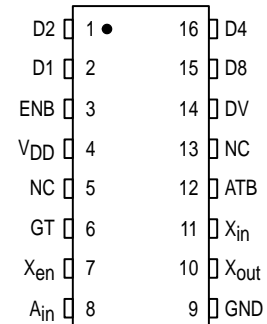 D2 1 16 D4
D1 2 15 D8
ENB 3 14 DV
VDD 4 13 NC
NC 5 12 ATB
GT 6 11 Xin
Xen 7 10 Xout
Ain 8 9 GND